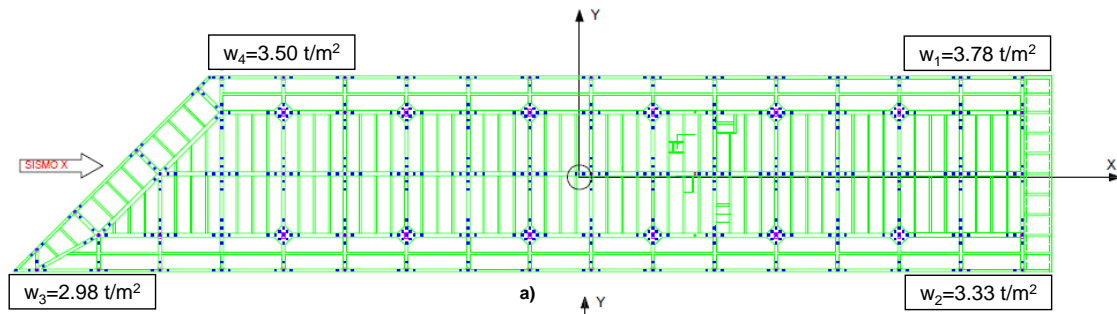 Y
w₄=3.50 t/m²
w₁=3.78 t/m²
SISMO X
X
w₃=2.98 t/m²
a)
Y
w₂=3.33 t/m²